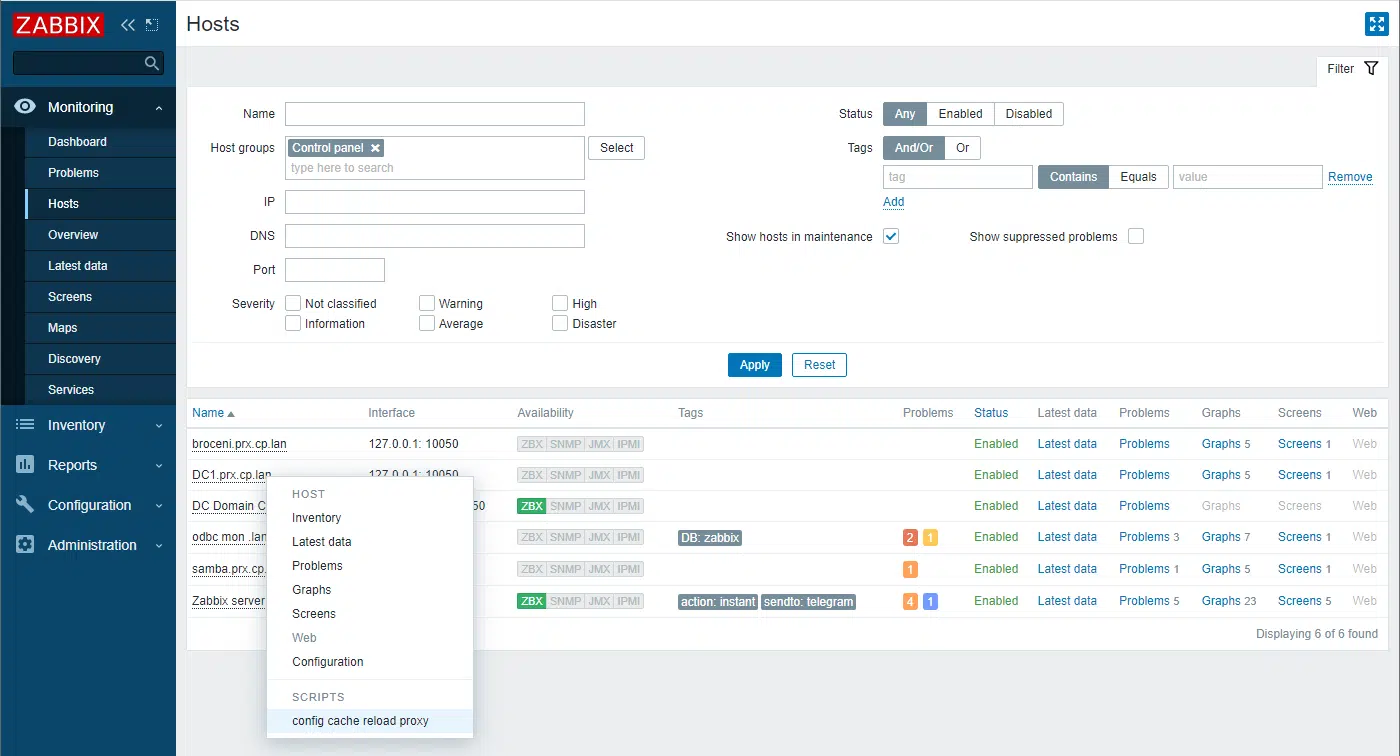 ZABBIX
Monitoring
Dashboard
Problems
Hosts
Overview
Latest data
Screens
Maps
Discovery
Services
Inventory
Reports
Configuration
Administration
Hosts
Filter
Name
Host groups Control panel Select
type here to search
IP
DNS
Port
Severity Not classified Warning High
Information Average Disaster
Status Any Enabled Disabled
Tags And/Or Or
tag Contains Equals value Remove
Add
Show hosts in maintenance Show suppressed problems
Apply Reset
Name Interface Availability Tags Problems Status Latest data Problems Graphs Screens Web
broceni.prx.cp.lan 127.0.0.1: 10050 ZBX SNMP JMX IPMI Enabled Latest data Problems Graphs 5 Screens 1 Web
DC1.prx.cp.lan 127.0.0.1: 10050 ZBX SNMP JMX IPMI Enabled Latest data Problems Graphs 5 Screens 1 Web
DC Domain C 50 ZBX SNMP JMX IPMI Enabled Latest data Problems Graphs Screens Web
odbc mon .lan ZBX SNMP JMX IPMI DB: zabbix 2 1 Enabled Latest data Problems 3 Graphs 7 Screens 1 Web
samba.prx.cp. ZBX SNMP JMX IPMI 1 Enabled Latest data Problems 1 Graphs 5 Screens 1 Web
Zabbix server ZBX SNMP JMX IPMI action: instant sendto: telegram 4 1 Enabled Latest data Problems 5 Graphs 23 Screens 5 Web
Displaying 6 of 6 found
HOST
Inventory
Latest data
Problems
Graphs
Screens
Web
Configuration
SCRIPTS
config cache reload proxy